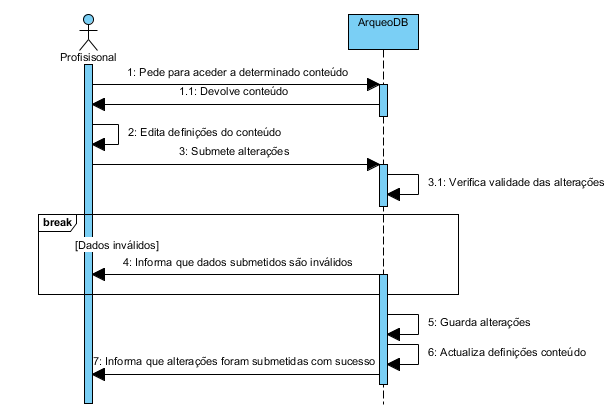 ArqueoDB
Profisisonal
1: Pede para aceder a determinado conteúdo
1.1: Devolve conteúdo
2: Edita definições do conteúdo
3: Submete alterações
3.1: Verifica validade das alterações
break
[Dados inválidos]
4: Informa que dados submetidos são inválidos
5: Guarda alterações
6: Actualiza definições conteúdo
7: Informa que alterações foram submetidas com sucesso